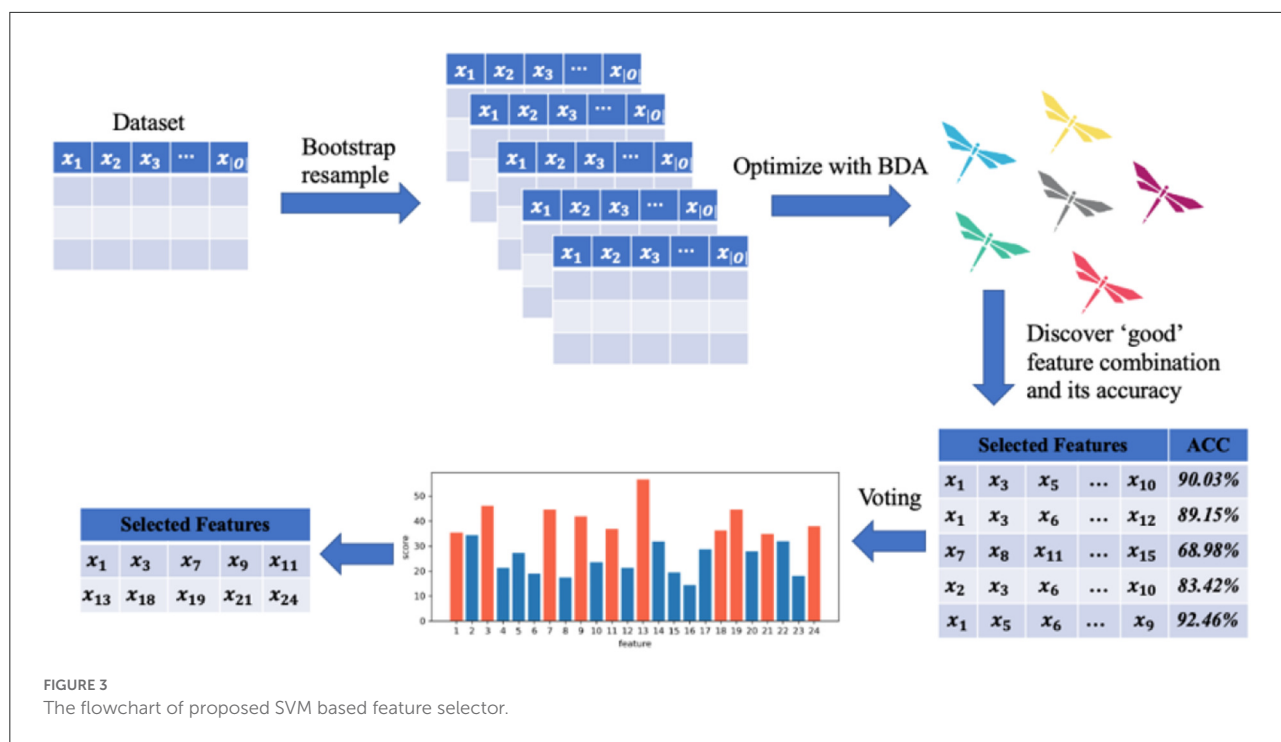 Dataset
x1 x2 x3 ... x|O|
Bootstrap
resample
x1 x2 x3 ... x|O|
x1 x2 x3 ... x|O|
x1 x2 x3 ... x|O|
x1 x2 x3 ... x|O|
x1 x2 x3 ... x|O|
Optimize with BDA
Discover ‘good’
feature combination
and its accuracy
Selected Features ACC
x1 x3 x5 ... x10 90.03%
x1 x3 x6 ... x12 89.15%
x7 x8 x11 ... x15 68.98%
x2 x3 x6 ... x10 83.42%
x1 x5 x6 ... x9 92.46%
Voting
score
50
40
30
20
10
0
1 2 3 4 5 6 7 8 9 10 11 12 13 14 15 16 17 18 19 20 21 22 23 24
feature
Selected Features
x1 x3 x7 x9 x11
x13 x18 x19 x21 x24
FIGURE 3
The flowchart of proposed SVM based feature selector.